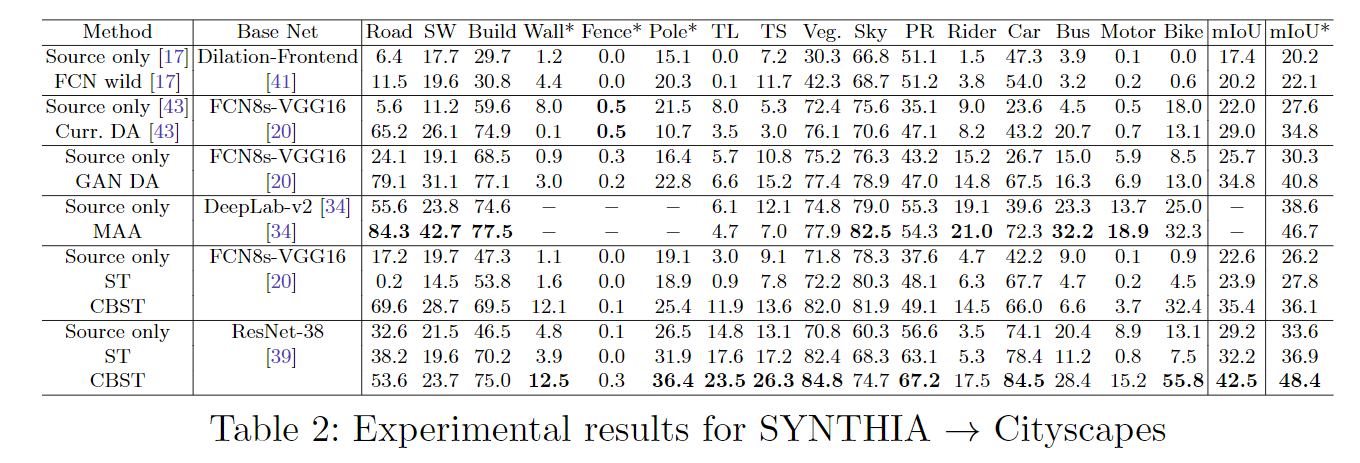 Method Base Net Road SW Build Wall* Fence* Pole* TL TS Veg. Sky PR Rider Car Bus Motor Bike mIoU mIoU*
Source only [17] Dilation-Frontend 6.4 17.7 29.7 1.2 0.0 15.1 0.0 7.2 30.3 66.8 51.1 1.5 47.3 3.9 0.1 0.0 17.4 20.2
FCN wild [17] [41] 11.5 19.6 30.8 4.4 0.0 20.3 0.1 11.7 42.3 68.7 51.2 3.8 54.0 3.2 0.2 0.6 20.2 22.1
Source only [43] FCN8s-VGG16 5.6 11.2 59.6 8.0 0.5 21.5 8.0 5.3 72.4 75.6 35.1 9.0 23.6 4.5 0.5 18.0 22.0 27.6
Curr. DA [43] [20] 65.2 26.1 74.9 0.1 0.5 10.7 3.5 3.0 76.1 70.6 47.1 8.2 43.2 20.7 0.7 13.1 29.0 34.8
Source only FCN8s-VGG16 24.1 19.1 68.5 0.9 0.3 16.4 5.7 10.8 75.2 76.3 43.2 15.2 26.7 15.0 5.9 8.5 25.7 30.3
GAN DA [20] 79.1 31.1 77.1 3.0 0.2 22.8 6.6 15.2 77.4 78.9 47.0 14.8 67.5 16.3 6.9 13.0 34.8 40.8
Source only DeepLab-v2 [34] 55.6 23.8 74.6 − − − 6.1 12.1 74.8 79.0 55.3 19.1 39.6 23.3 13.7 25.0 − 38.6
MAA [34] 84.3 42.7 77.5 − − − 4.7 7.0 77.9 82.5 54.3 21.0 72.3 32.2 18.9 32.3 − 46.7
Source only FCN8s-VGG16 17.2 19.7 47.3 1.1 0.0 19.1 3.0 9.1 71.8 78.3 37.6 4.7 42.2 9.0 0.1 0.9 22.6 26.2
ST [20] 0.2 14.5 53.8 1.6 0.0 18.9 0.9 7.8 72.2 80.3 48.1 6.3 67.7 4.7 0.2 4.5 23.9 27.8
CBST 69.6 28.7 69.5 12.1 0.1 25.4 11.9 13.6 82.0 81.9 49.1 14.5 66.0 6.6 3.7 32.4 35.4 36.1
Source only ResNet-38 32.6 21.5 46.5 4.8 0.1 26.5 14.8 13.1 70.8 60.3 56.6 3.5 74.1 20.4 8.9 13.1 29.2 33.6
ST [39] 38.2 19.6 70.2 3.9 0.0 31.9 17.6 17.2 82.4 68.3 63.1 5.3 78.4 11.2 0.8 7.5 32.2 36.9
CBST 53.6 23.7 75.0 12.5 0.3 36.4 23.5 26.3 84.8 74.7 67.2 17.5 84.5 28.4 15.2 55.8 42.5 48.4
Table 2: Experimental results for SYNTHIA → Cityscapes